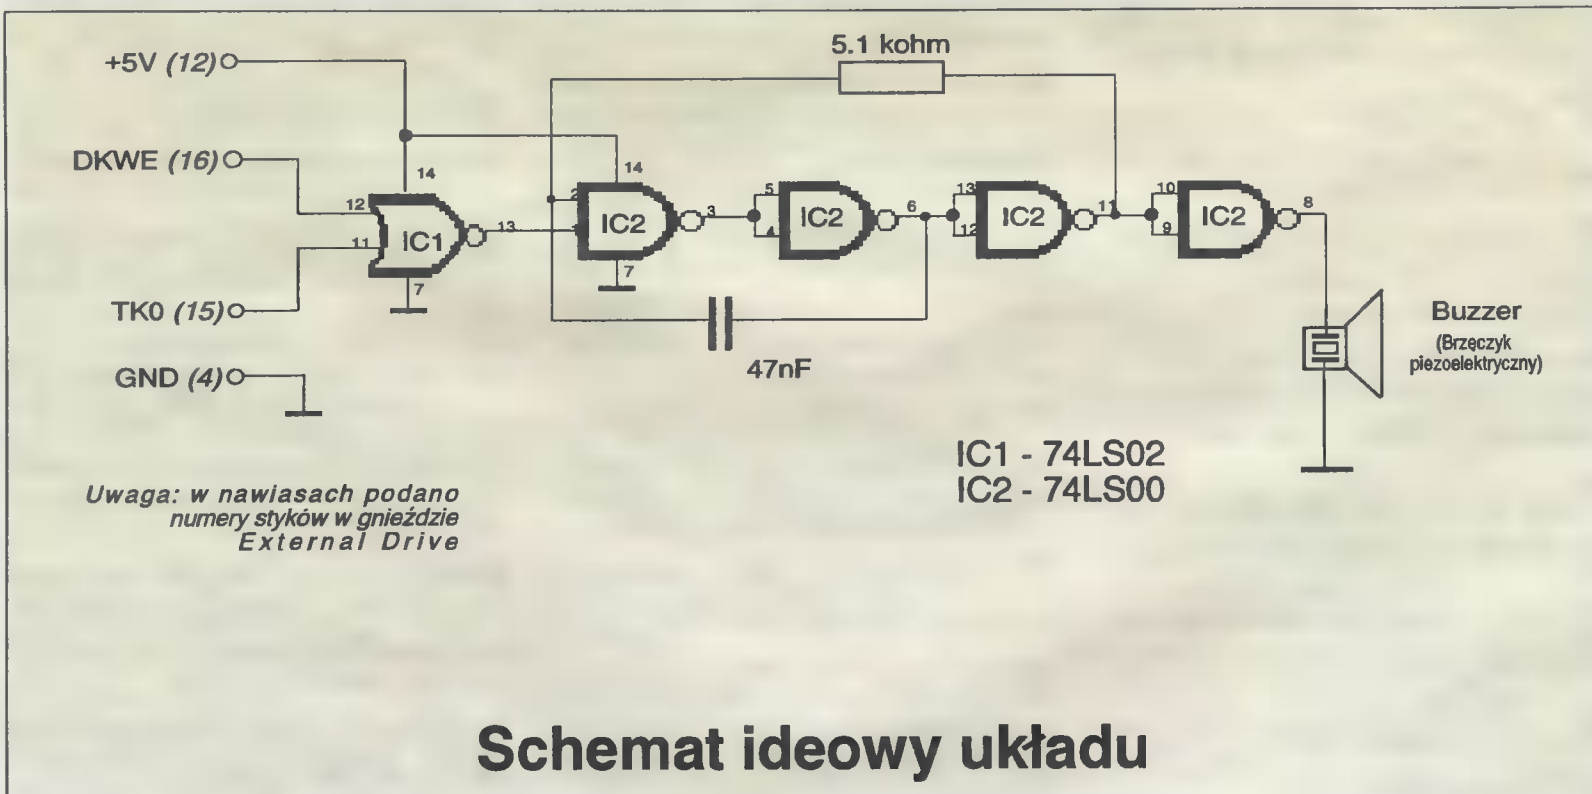 5.1 kohm
+5V (12)
DKWE (16)
14
14
12
11
IC1
13
7
2
IC2
3
7
5
4
IC2
6
13
12
IC2
11
10
9
IC2
8
TK0 (15)
GND (4)
47nF
Buzzer
(Brzęczyk
piezoelektryczny)
IC1 - 74LS02
IC2 - 74LS00
Uwaga: w nawiasach podano
numery styków w gnieździe
External Drive
Schemat ideowy układu